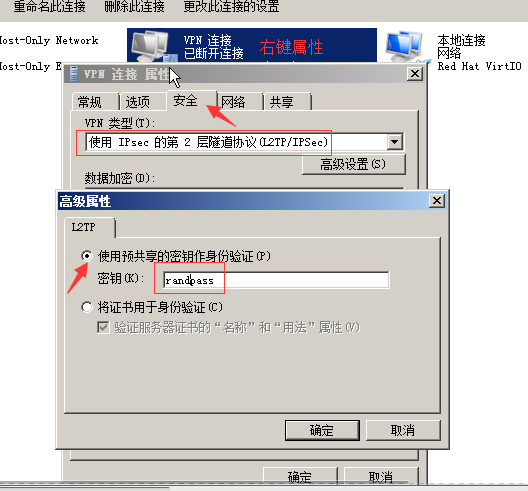 重命名此连接 删除此连接 更改此连接的设置
Host-Only Network
VPN 连接
已断开连接
右键属性
本地连接
网络
Red Hat VirtIO
Host-Only E
VPN 连接 属性
常规 选项 安全 网络 共享
VPN 类型(T):
使用 IPsec 的第 2 层隧道协议(L2TP/IPSec)
高级设置(S)
数据加密(D):
高级属性
L2TP
使用预共享的密钥作身份验证(P)
密钥(K): randpass
将证书用于身份验证(C)
验证服务器证书的“名称”和“用法”属性(V)
确定 取消
确定 取消